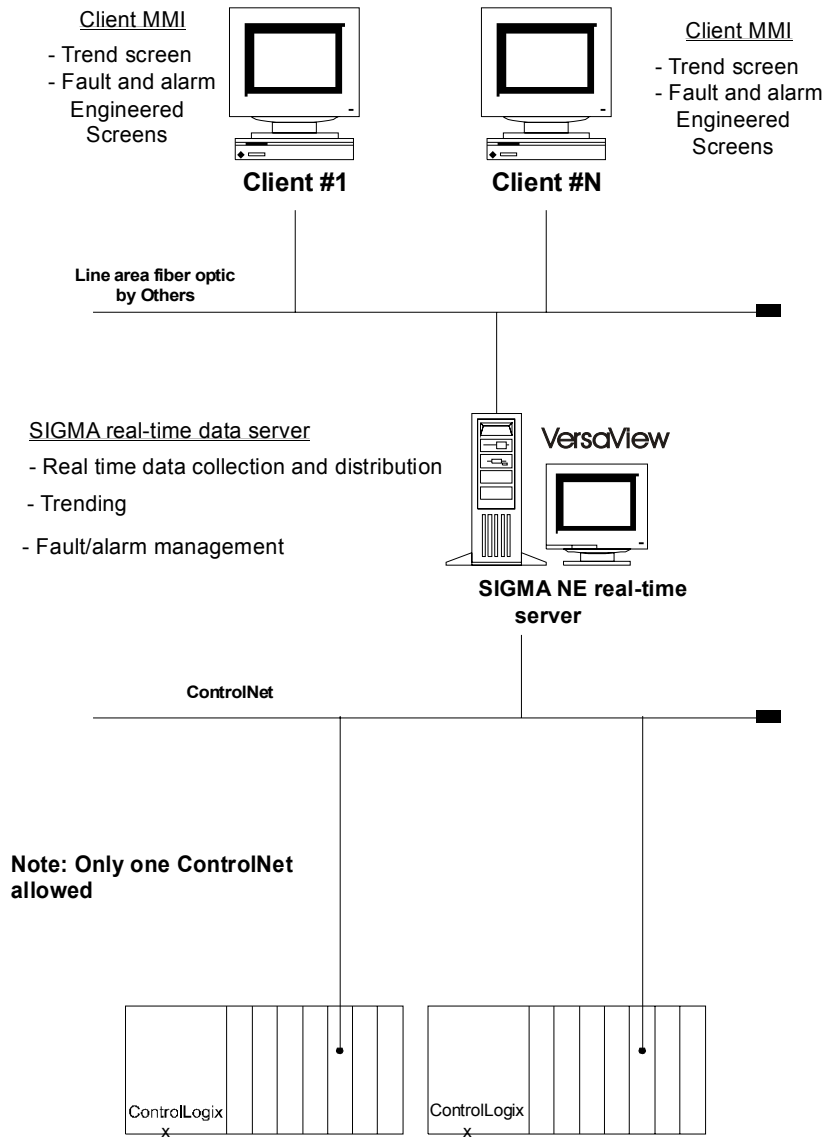 Client MMI
- Trend screen
- Fault and alarm
Engineered
Screens
Client MMI
- Trend screen
- Fault and alarm
Engineered
Screens
Client #1
Client #N
Line area fiber optic
by Others
SIGMA real-time data server
- Real time data collection and distribution
- Trending
- Fault/alarm management
VersaView
SIGMA NE real-time
server
ControlNet
Note: Only one ControlNet
allowed
ControlLogix
x
ControlLogix
x